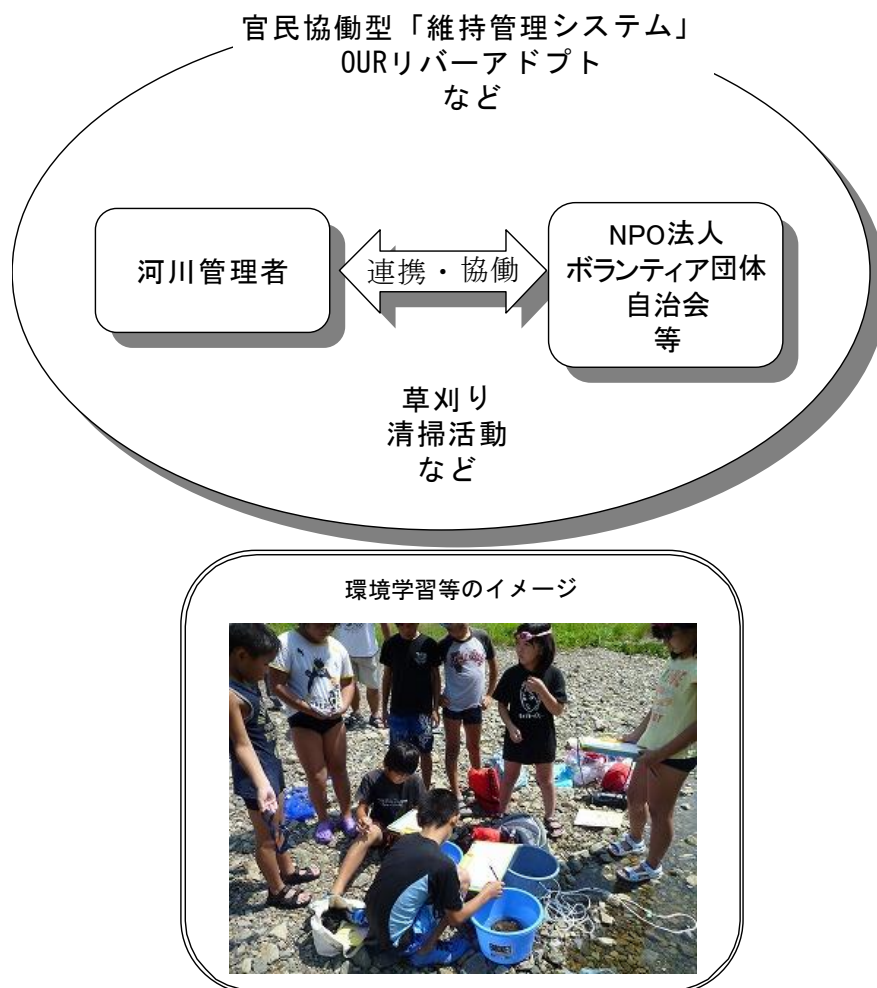 官民協働型「維持管理システム」
OURリバーアドプト
など
河川管理者
連携・協働
NPO法人
ボランティア団体
自治会
等
草刈り
清掃活動
など
環境学習等のイメージ